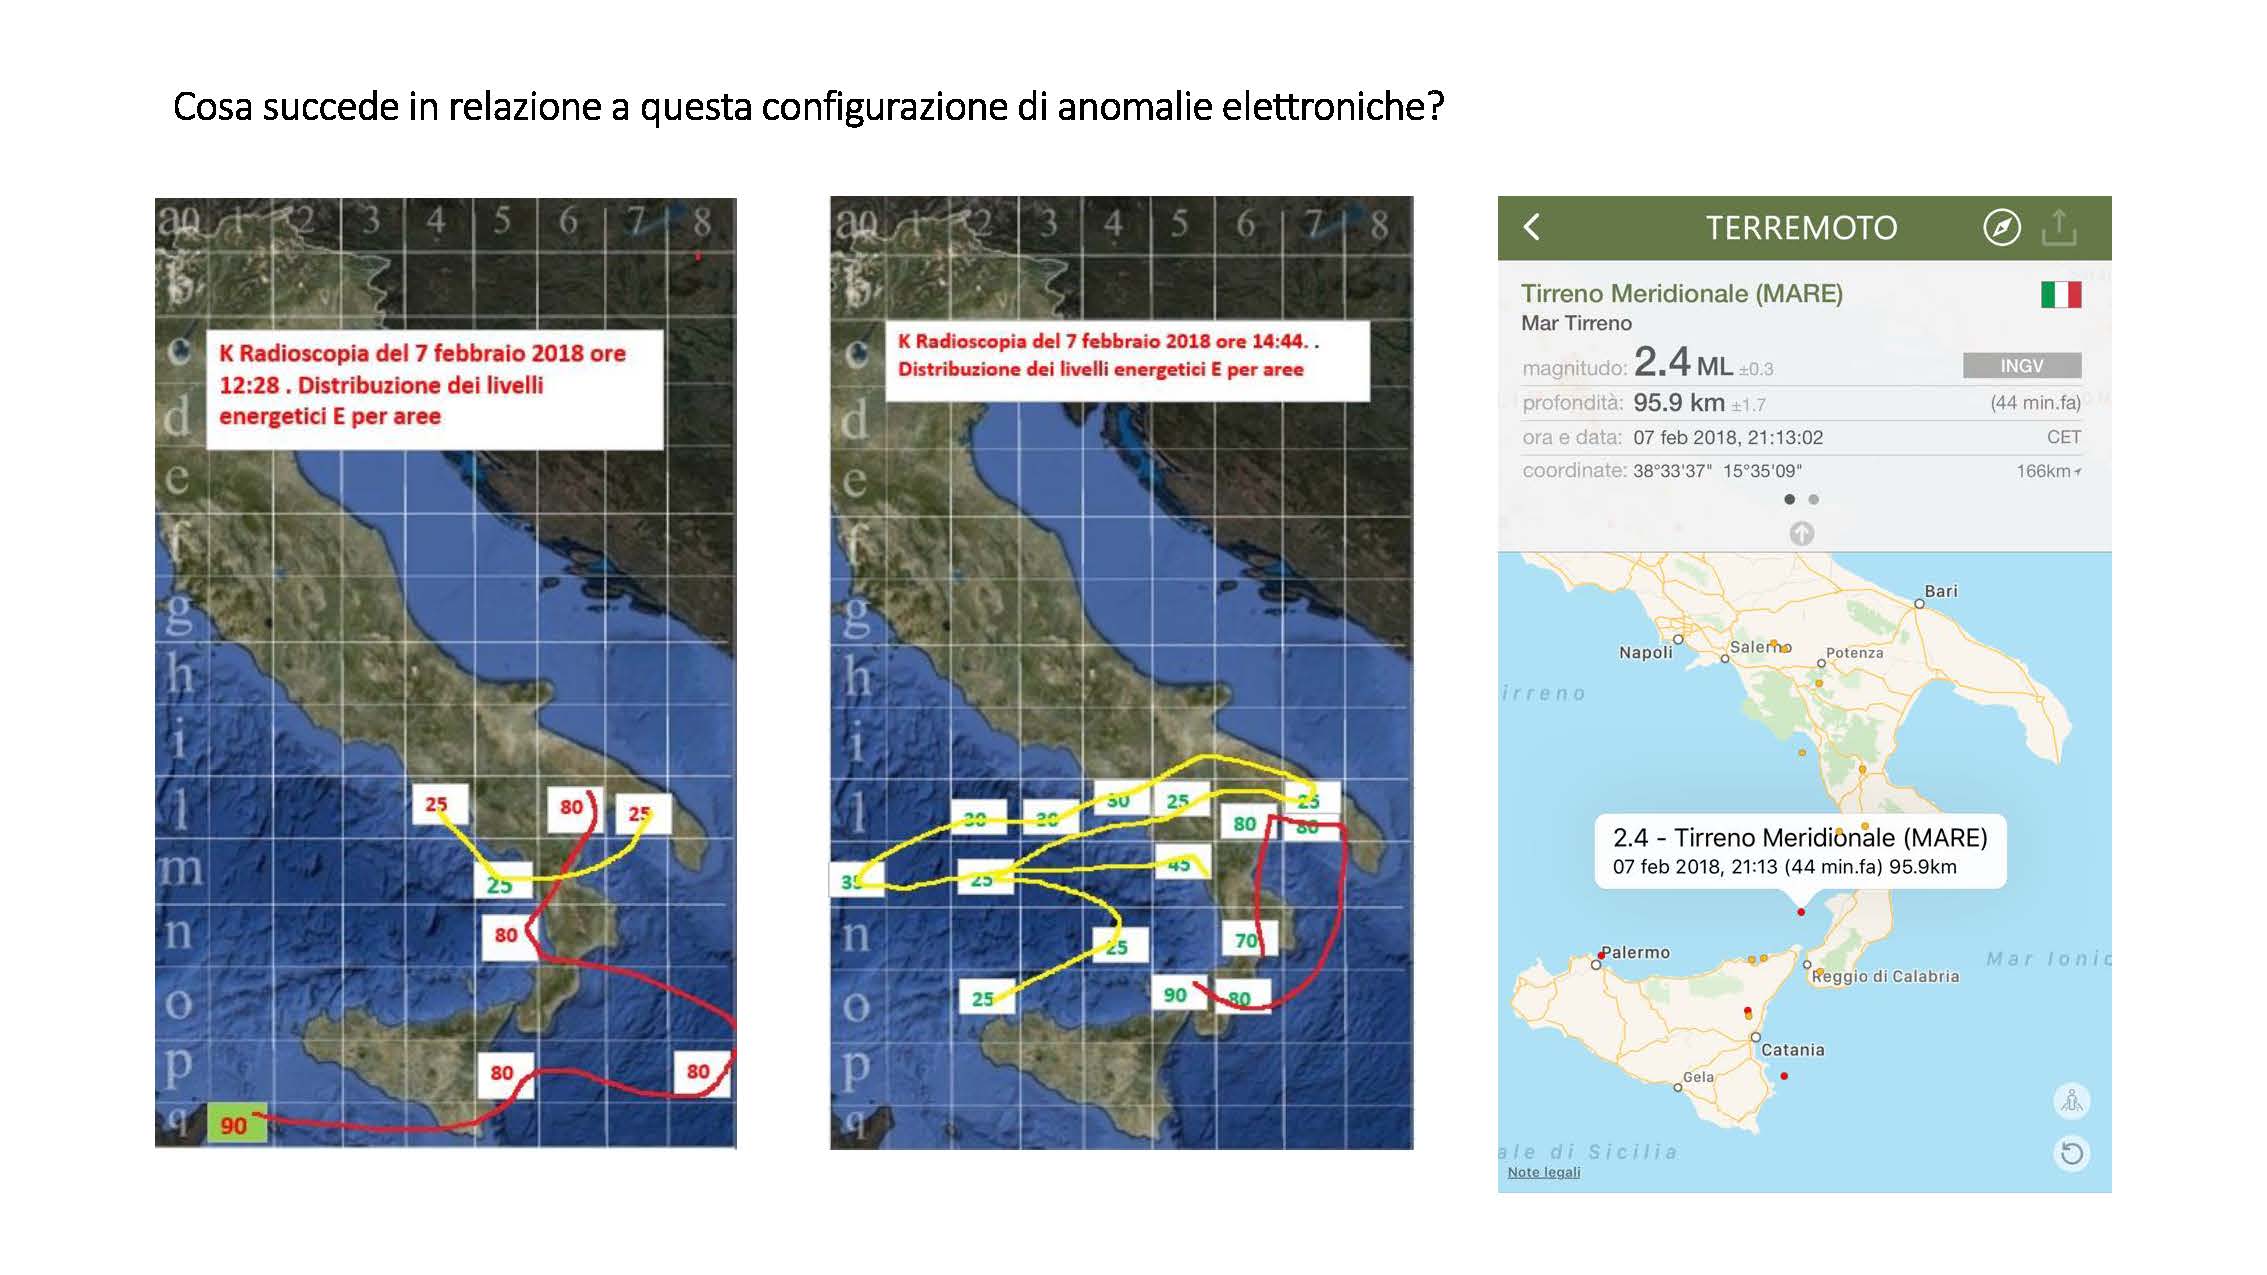 Cosa succede in relazione a questa configurazione di anomalie elettroniche?
a0 1 2 3 4 5 6 7 8
b
c
d
e
f
g
h
i
l
m
n
o
p
q
K Radioscopia del 7 febbraio 2018 ore
12:28 . Distribuzione dei livelli
energetici E per aree
25 80 25
25
80
80 80
90
a0 1 2 3 4 5 6 7 8
b
c
d
e
f
g
h
i
l
m
n
o
p
q
K Radioscopia del 7 febbraio 2018 ore 14:44. .
Distribuzione dei livelli energetici E per aree
30 30 30 25 25
80 80
35 25 45
25 70
25 90 80
TERREMOTO
Tirreno Meridionale (MARE)
Mar Tirreno
magnitudo: 2.4 ML ±0.3 INGV
profondità: 95.9 km ±1.7 (44 min.fa)
ora e data: 07 feb 2018, 21:13:02 CET
coordinate: 38°33'37" 15°35'09" 166km
Bari
Napoli
Salerno
Potenza
irreno
2.4 - Tirreno Meridionale (MARE)
07 feb 2018, 21:13 (44 min.fa) 95.9km
Palermo
Mar Ionic
Reggio di Calabria
Catania
Gela
ale di Sicilia
Note legali